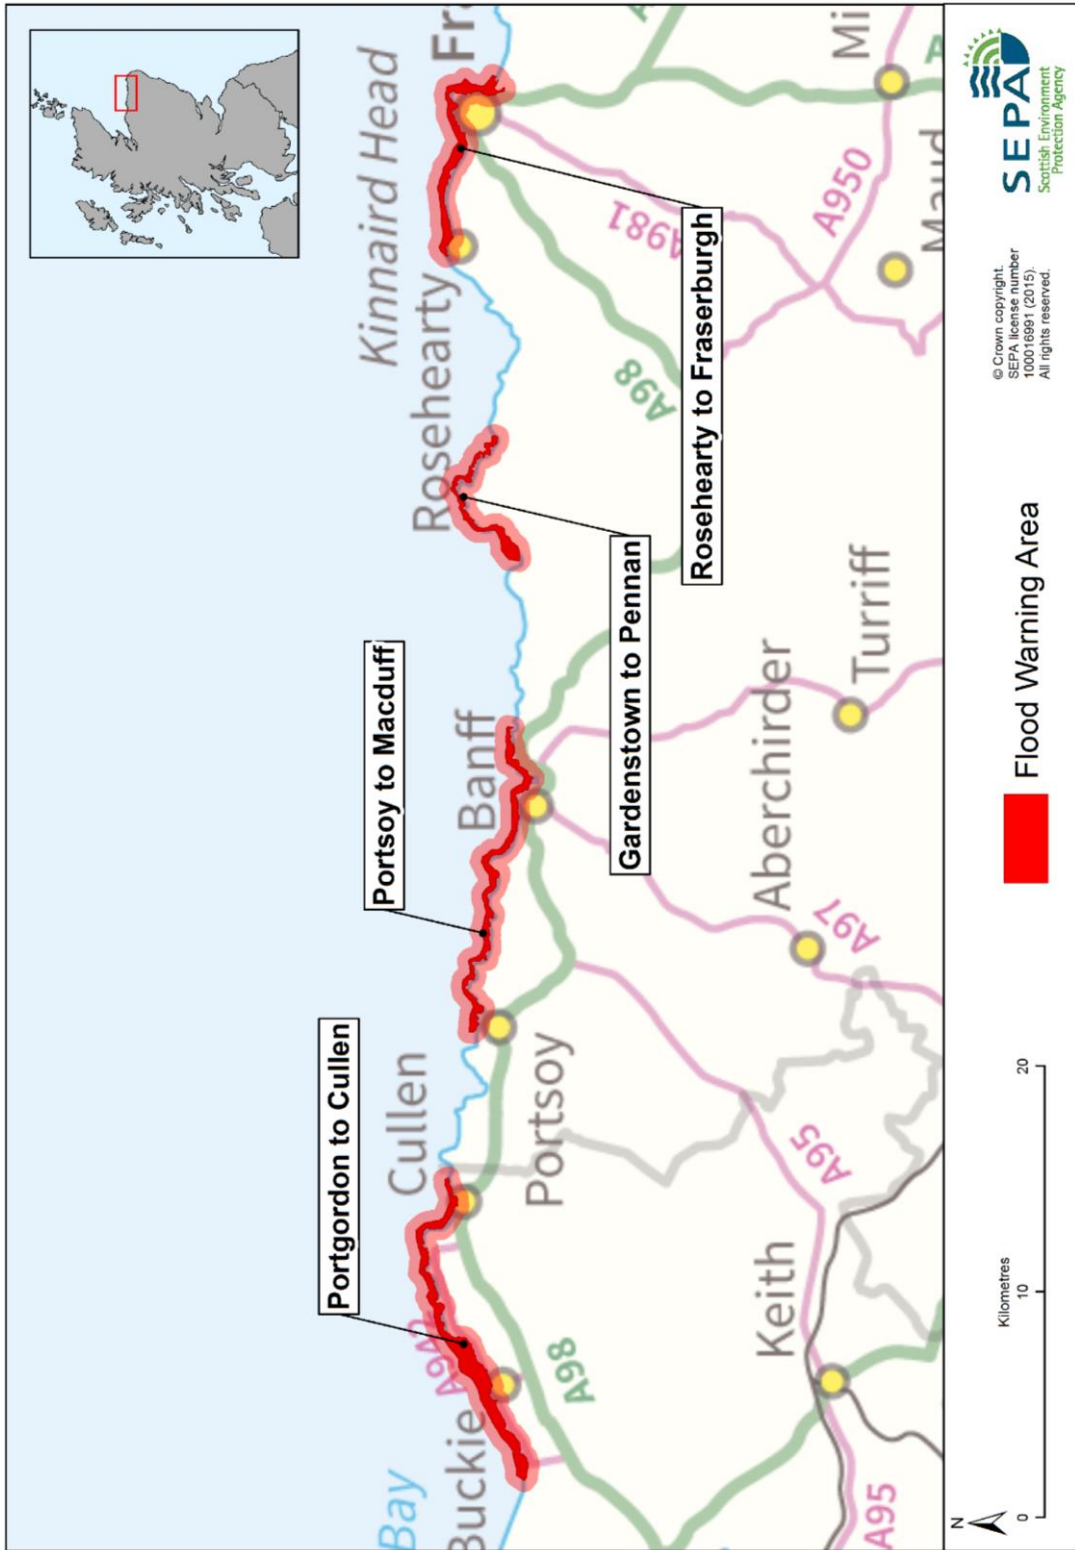 Kinnaird Head
Fra
Rosehearty
Cullen
Banff
Buckie
Bay
Portsoy
Keith
Aberchirder
Turriff
Maud
Mi
Portgordon to Cullen
Portsoy to Macduff
Gardenstown to Pennan
Rosehearty to Fraserburgh
A942
A98
A98
A981
A950
A95
A95
A97
A
A
N
Kilometres
0 10 20
Flood Warning Area
© Crown copyright.
SEPA license number
100016991 (2015).
All rights reserved.
SEPA
Scottish Environment
Protection Agency